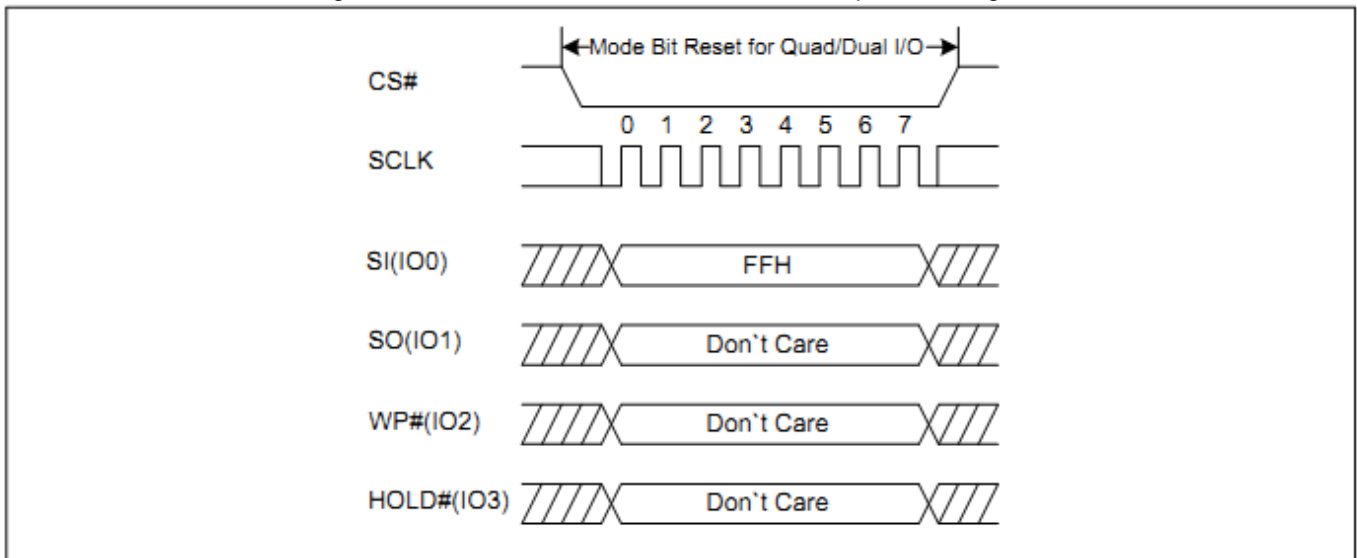 Mode Bit Reset for Quad/Dual I/O
CS#
0 1 2 3 4 5 6 7
SCLK
SI(IO0) FFH
SO(IO1) Don`t Care
WP#(IO2) Don`t Care
HOLD#(IO3) Don`t Care